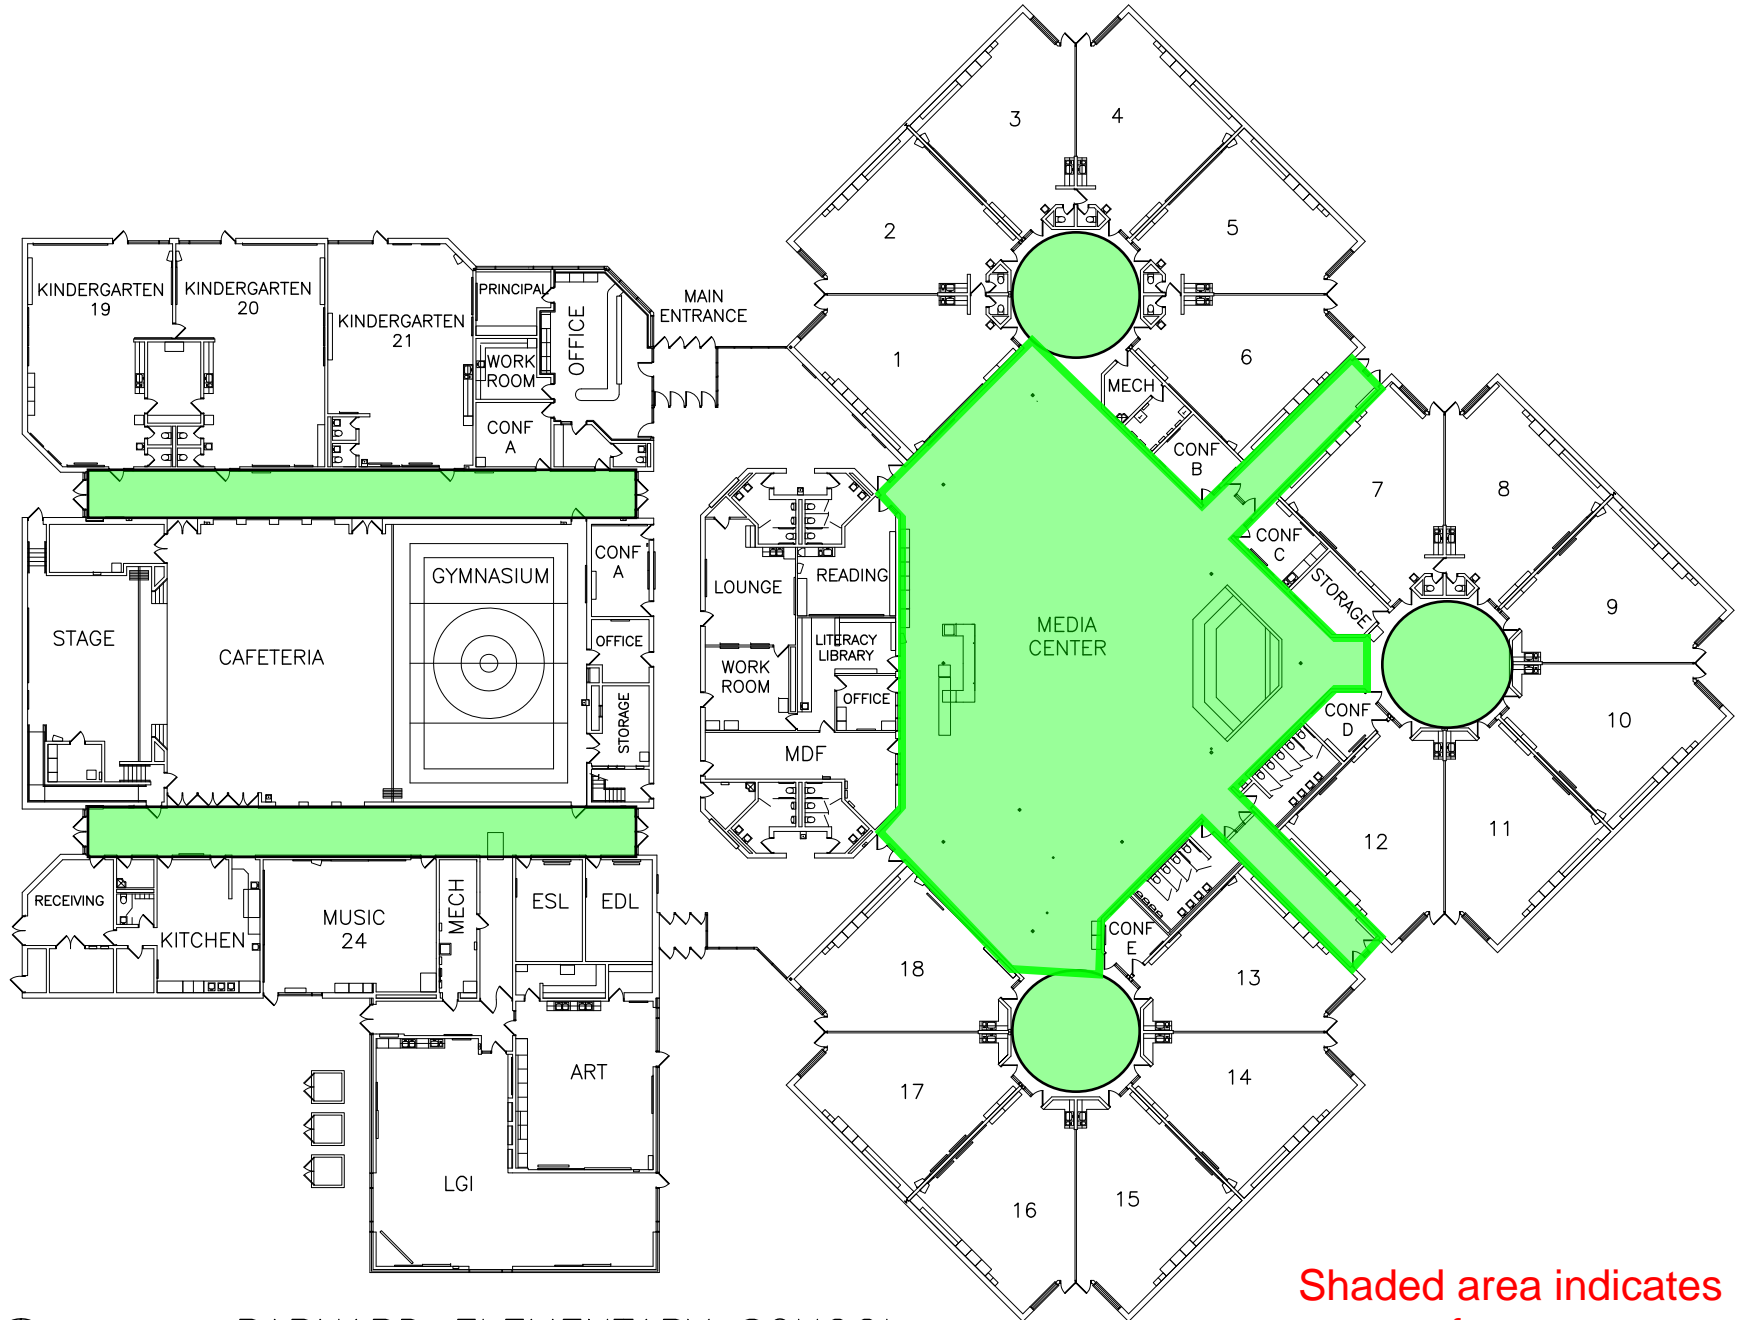 3
4
2
5
KINDERGARTEN
19
KINDERGARTEN
20
KINDERGARTEN
21
PRINCIPAL
OFFICE
MAIN
ENTRANCE
WORK
ROOM
CONF
A
1
6
MECH
CONF
B
7
8
CONF
C
STORAGE
9
STAGE
CAFETERIA
GYMNASIUM
CONF
A
OFFICE
STORAGE
LOUNGE
READING
LITERACY
LIBRARY
WORK
ROOM
OFFICE
MDF
MEDIA
CENTER
CONF
D
10
11
12
RECEIVING
KITCHEN
MUSIC
24
MECH
ESL
EDL
CONF
E
18
13
17
14
ART
LGI
16
15
Shaded area indicates